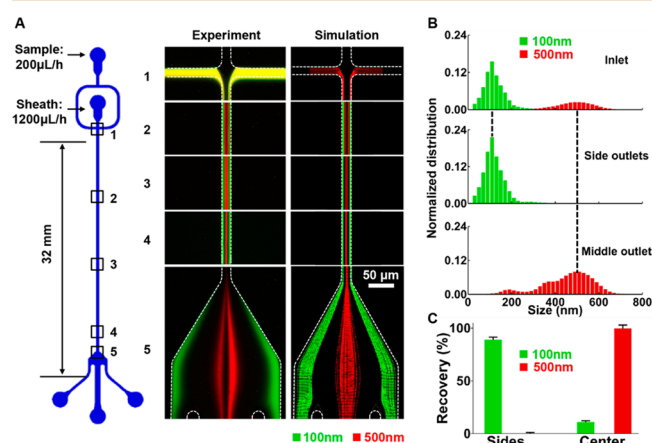 A
Sample:
200µL/h
Sheath:
1200µL/h
32 mm
1
2
3
4
5
Experiment
Simulation
1
2
3
4
5
50 µm
100nm
500nm
B
100nm
500nm
Inlet
Side outlets
Middle outlet
Normalized distribution
0.24
0.12
0.00
0.24
0.12
0.00
0.24
0.12
0.00
0
200
400
600
800
Size (nm)
C
100nm
500nm
Recovery (%)
100
50
0
Sides
Center